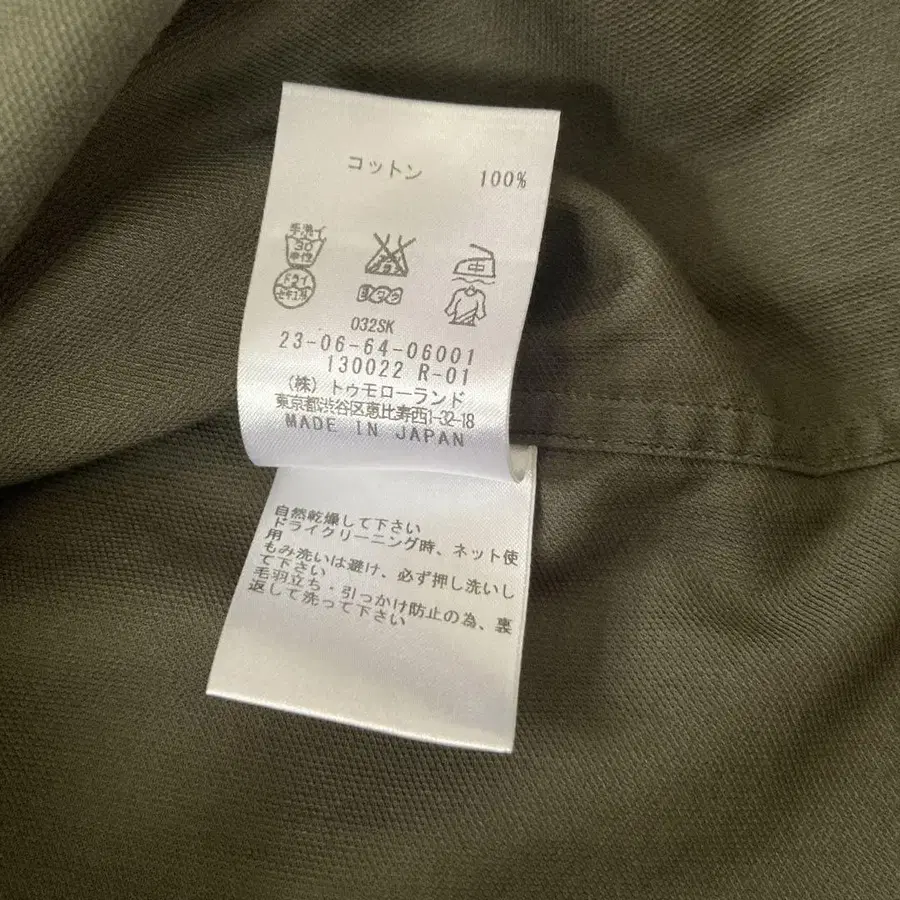 コットン 100%
手洗イ
30
中性
ドライ
セキユ系
ヨワク
中
032SK
23-06-64-06001
130022 R-01
(株) トゥモローランド
東京都渋谷区恵比寿西1-32-18
MADE IN JAPAN
自然乾燥して下さい
ドライクリーニング時、ネット使
用
もみ洗いは避け、必ず押し洗いし
て下さい
毛羽立ち・引っかけ防止の為、裏
返して洗って下さい